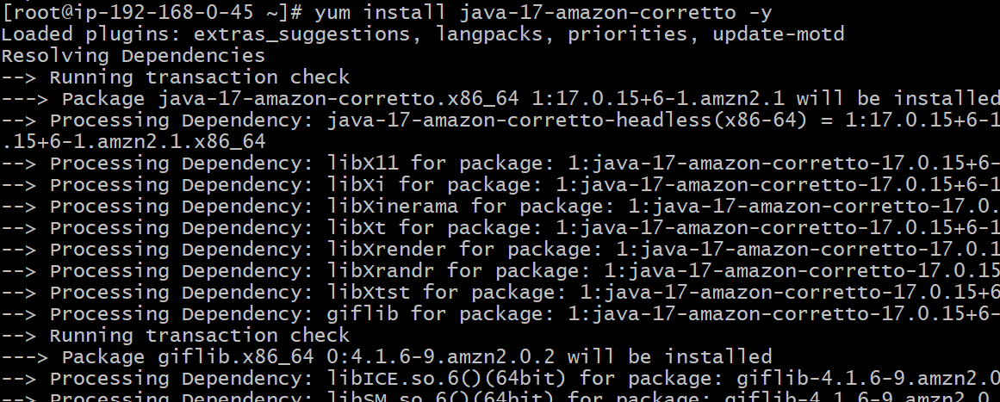 [root@ip-192-168-0-45 ~]# yum install java-17-amazon-corretto -y
Loaded plugins: extras_suggestions, langpacks, priorities, update-motd
Resolving Dependencies
--> Running transaction check
---> Package java-17-amazon-corretto.x86_64 1:17.0.15+6-1.amzn2.1 will be installed
--> Processing Dependency: java-17-amazon-corretto-headless(x86-64) = 1:17.0.15+6-1
.15+6-1.amzn2.1.x86_64
--> Processing Dependency: libX11 for package: 1:java-17-amazon-corretto-17.0.15+6-
--> Processing Dependency: libXi for package: 1:java-17-amazon-corretto-17.0.15+6-1
--> Processing Dependency: libXinerama for package: 1:java-17-amazon-corretto-17.0.
--> Processing Dependency: libXt for package: 1:java-17-amazon-corretto-17.0.15+6-1
--> Processing Dependency: libXrender for package: 1:java-17-amazon-corretto-17.0.1
--> Processing Dependency: libXrandr for package: 1:java-17-amazon-corretto-17.0.15
--> Processing Dependency: libXtst for package: 1:java-17-amazon-corretto-17.0.15+6
--> Processing Dependency: giflib for package: 1:java-17-amazon-corretto-17.0.15+6-
--> Running transaction check
---> Package giflib.x86_64 0:4.1.6-9.amzn2.0.2 will be installed
--> Processing Dependency: libICE.so.6()(64bit) for package: giflib-4.1.6-9.amzn2.0
--> Processing Dependency: libSM.so.6()(64bit) for package: giflib-4.1.6-9.amzn2.0.